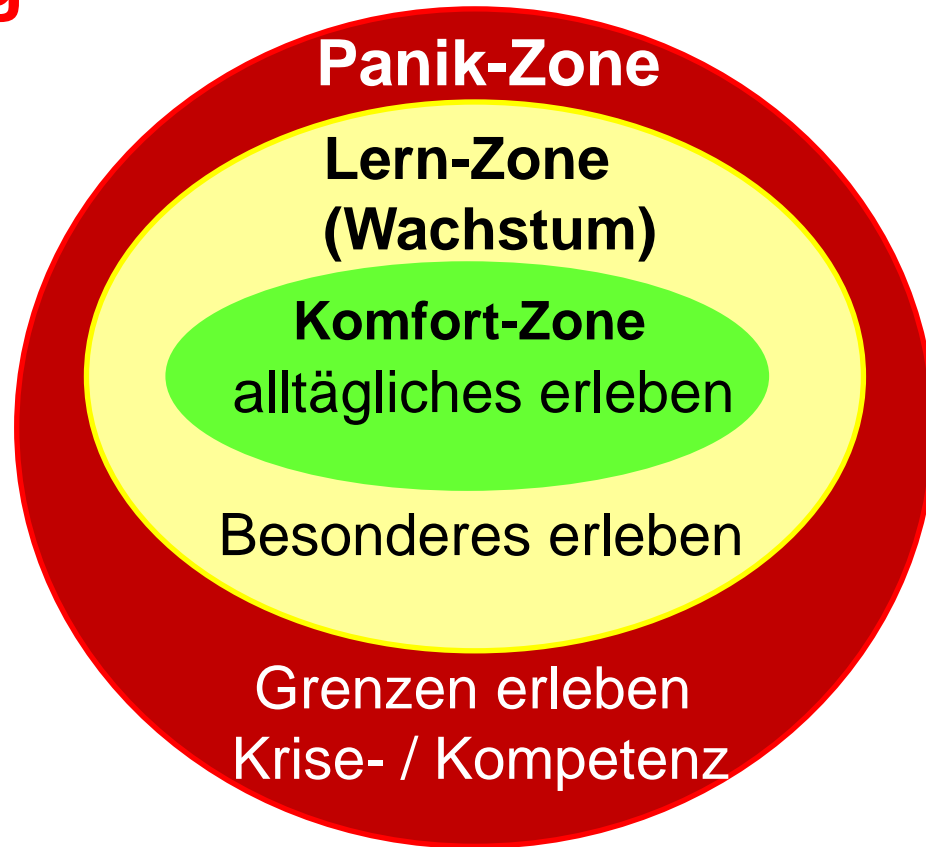 g
Panik-Zone
Lern-Zone
(Wachstum)
Komfort-Zone
alltägliches erleben
Besonderes erleben
Grenzen erleben
Krise- / Kompetenz